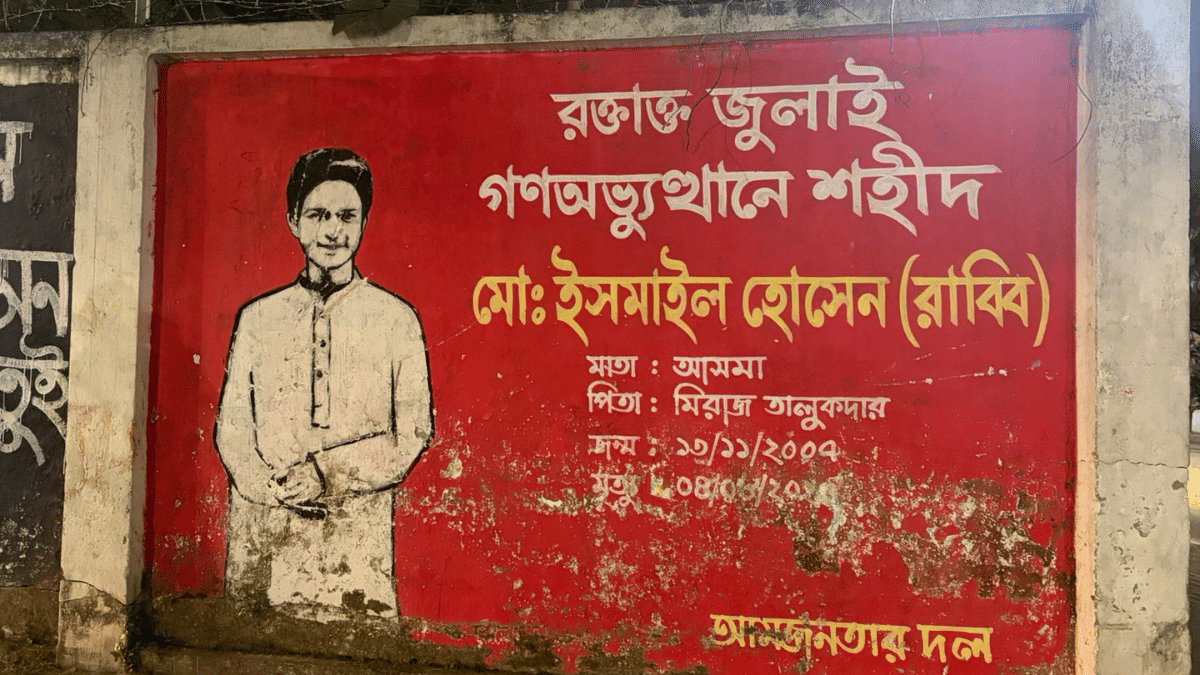 রক্তাক্ত জুলাই
গণঅভ্যুত্থানে শহীদ
মোঃ ইসমাইল হোসেন (রাব্বি)
মাতা : আসমা
পিতা : মিরাজ তালুকদার
জন্ম : ১৩/১১/২০০৭
মৃত্যু :
আমজনতার দল